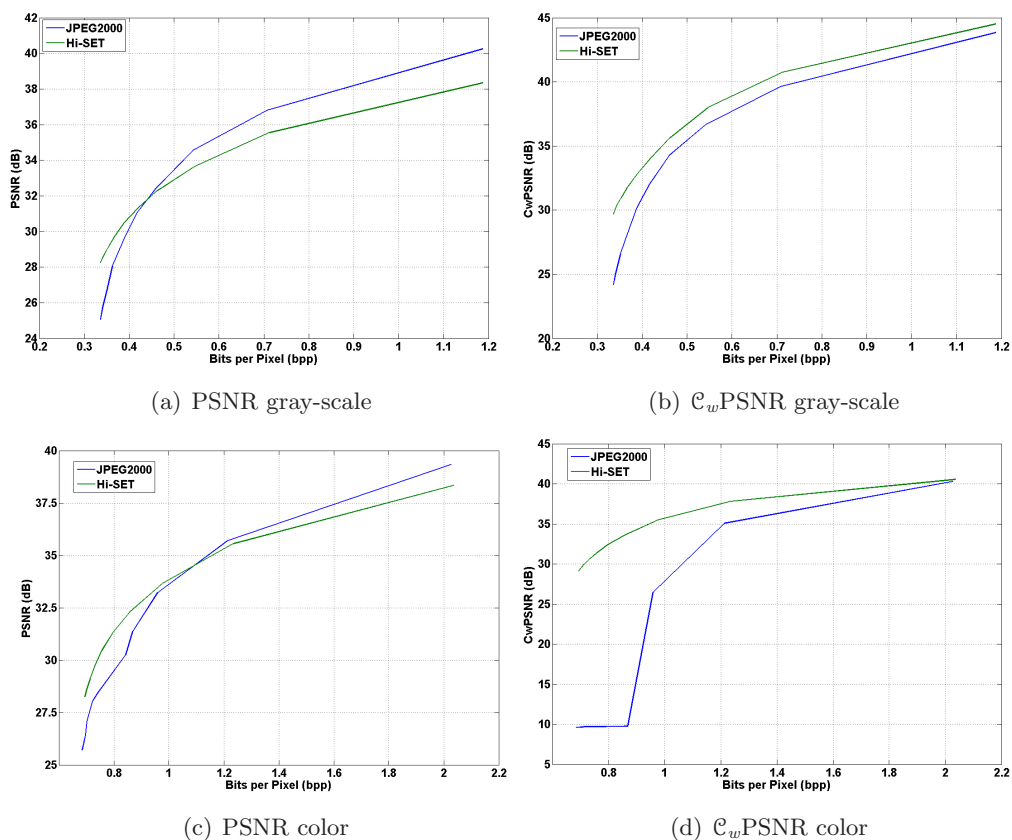 42
40
38
36
34
32
30
28
26
24
PSNR (dB)
JPEG2000
Hi-SET
0.2 0.3 0.4 0.5 0.6 0.7 0.8 0.9 1 1.1 1.2
Bits per Pixel (bpp)
(a) PSNR gray-scale
45
40
35
30
25
20
CwPSNR (dB)
JPEG2000
Hi-SET
0.2 0.3 0.4 0.5 0.6 0.7 0.8 0.9 1 1.1 1.2
Bits per Pixel (bpp)
(b) 𝒞wPSNR gray-scale
40
37.5
35
32.5
30
27.5
25
PSNR (dB)
JPEG2000
Hi-SET
0.8 1 1.2 1.4 1.6 1.8 2 2.2
Bits per Pixel (bpp)
(c) PSNR color
45
40
35
30
25
20
15
10
5
CwPSNR (dB)
JPEG2000
Hi-SET
0.8 1 1.2 1.4 1.6 1.8 2 2.2
Bits per Pixel (bpp)
(d) 𝒞wPSNR color